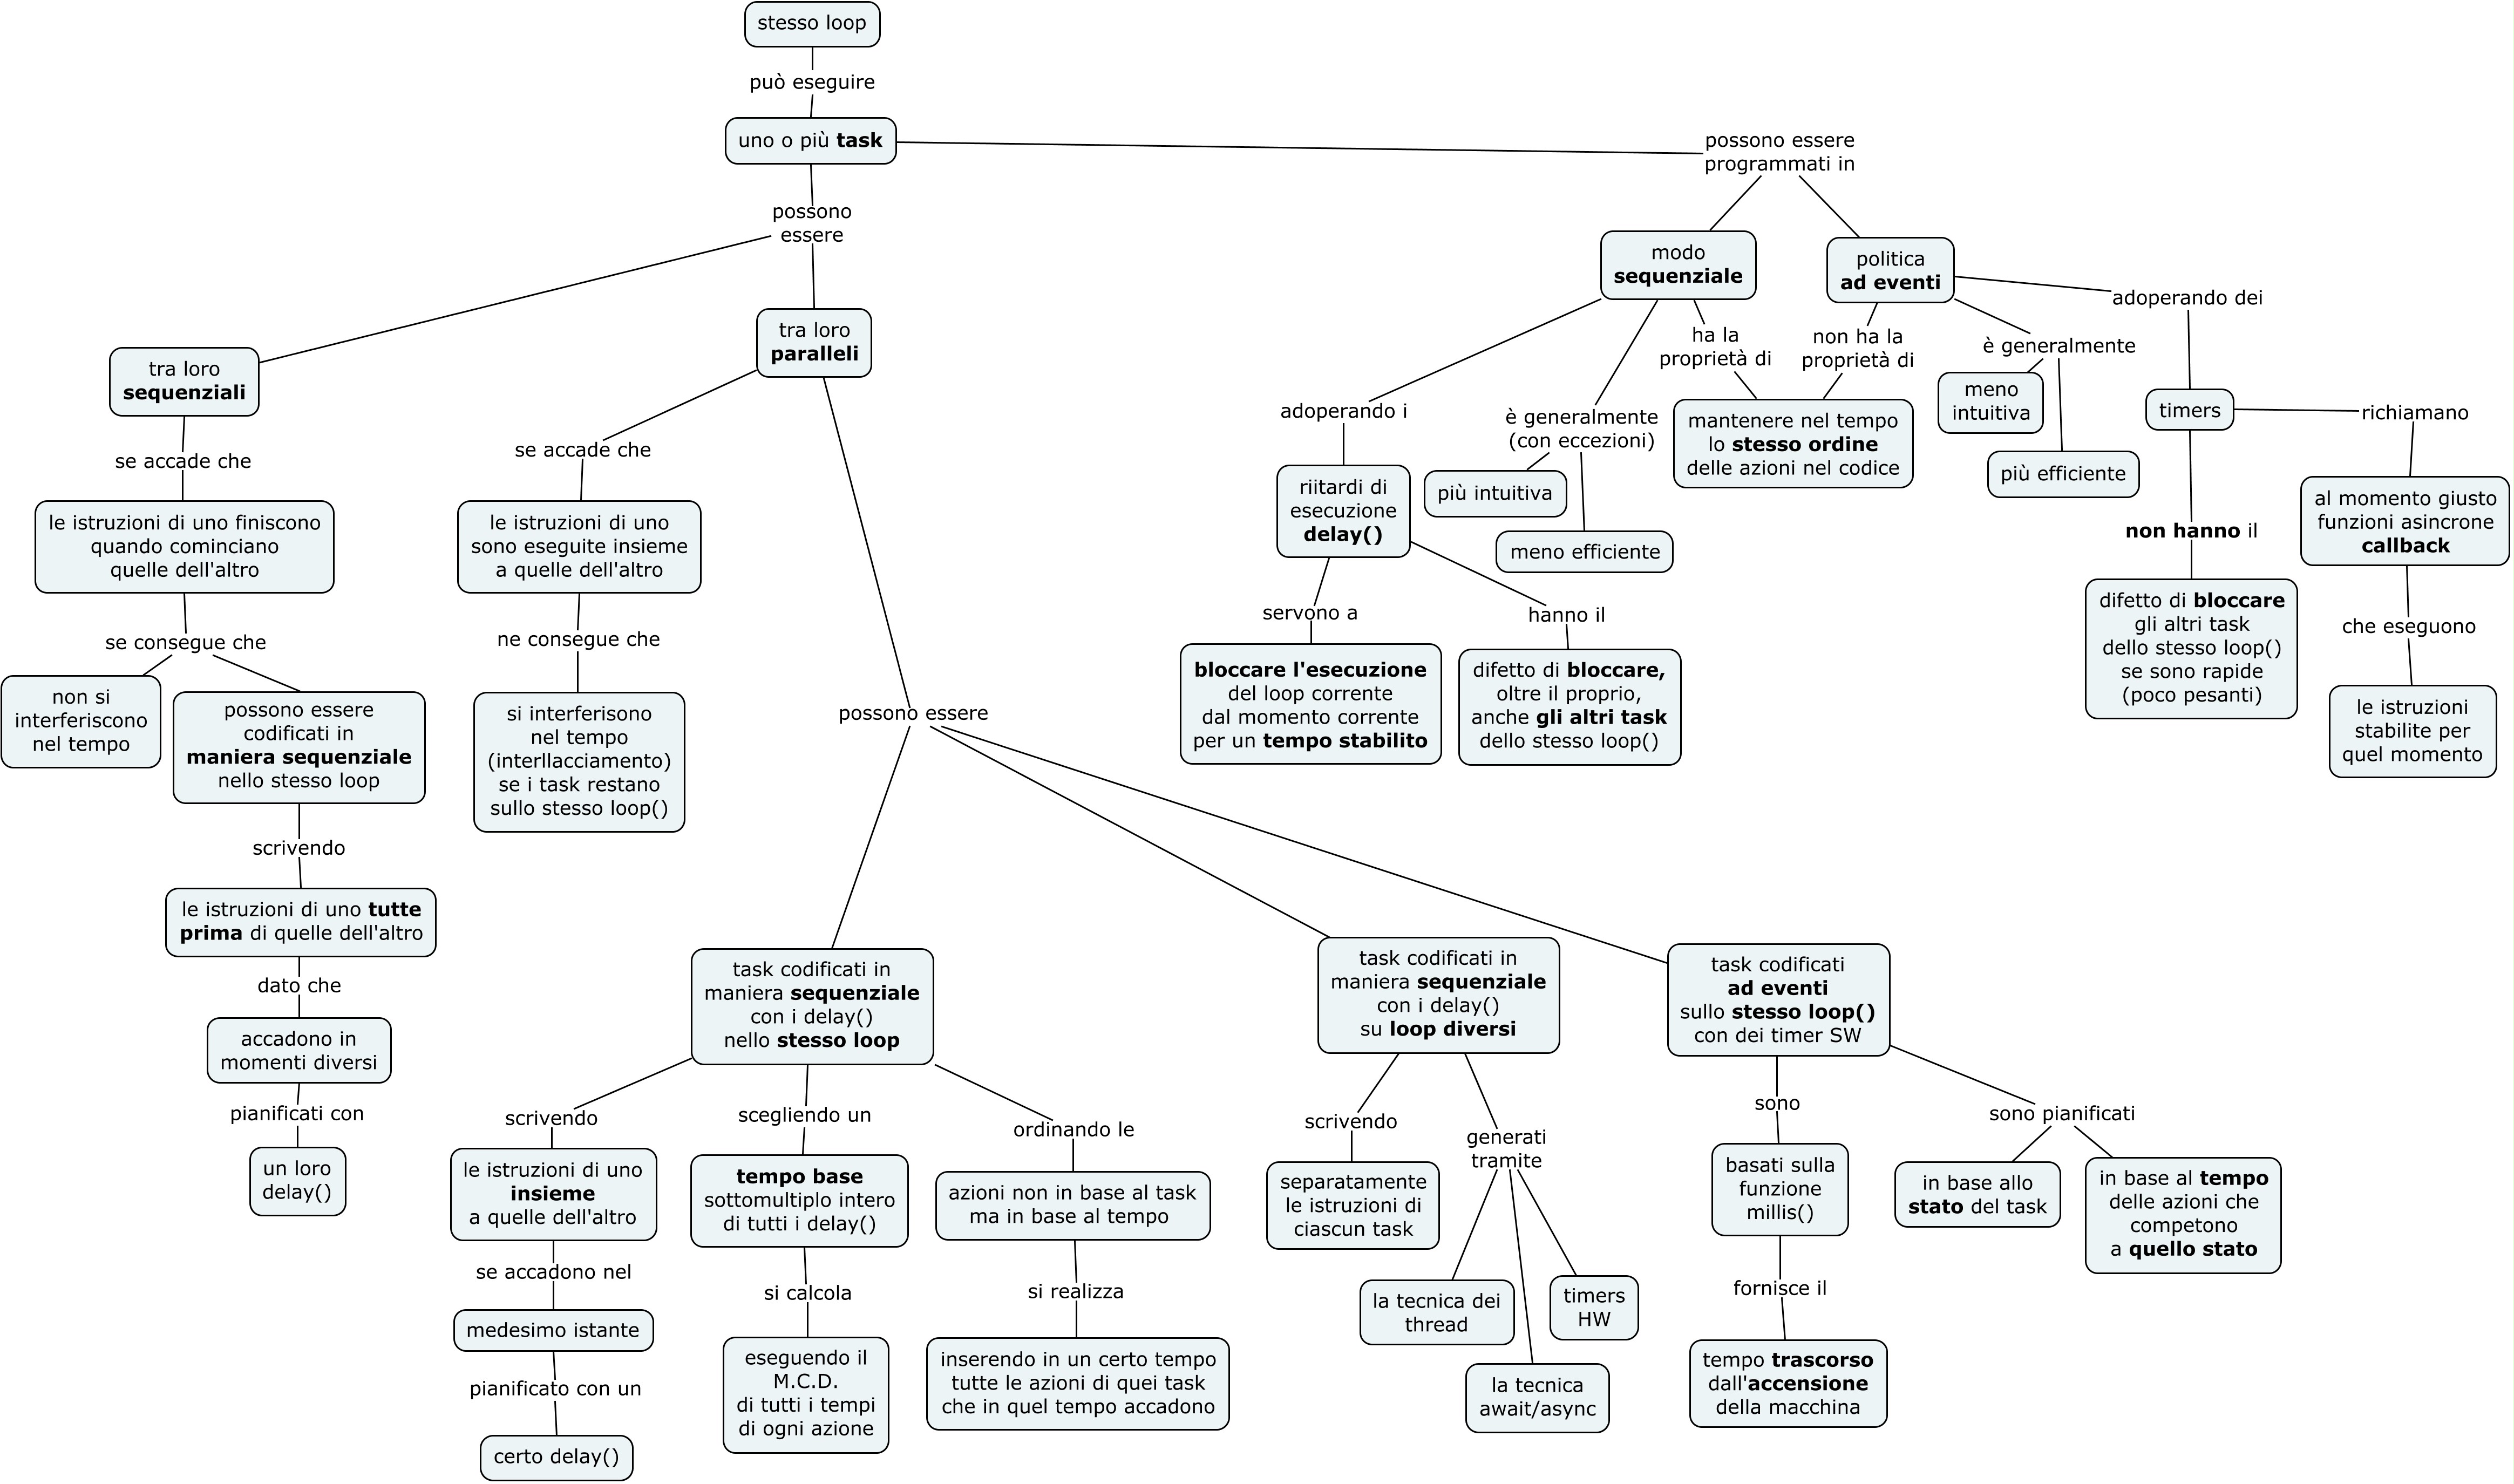 stesso loop
può eseguire
uno o più task
possono essere
programmati in
possono
essere
modo
sequenziale
politica
ad eventi
adoperando dei
tra loro
paralleli
ha la
proprietà di
non ha la
proprietà di
è generalmente
tra loro
sequenziali
meno
intuitiva
timers
richiamano
adoperando i
è generalmente
(con eccezioni)
mantenere nel tempo
lo stesso ordine
delle azioni nel codice
se accade che
se accade che
più intuitiva
più efficiente
riitardi di
esecuzione
delay()
al momento giusto
funzioni asincrone
callback
le istruzioni di uno finiscono
quando cominciano
quelle dell'altro
le istruzioni di uno
sono eseguite insieme
a quelle dell'altro
non hanno il
meno efficiente
servono a
hanno il
difetto di bloccare
gli altri task
dello stesso loop()
se sono rapide
(poco pesanti)
che eseguono
se consegue che
ne consegue che
bloccare l'esecuzione
del loop corrente
dal momento corrente
per un tempo stabilito
difetto di bloccare,
oltre il proprio,
anche gli altri task
dello stesso loop()
le istruzioni
stabilite per
quel momento
non si
interferiscono
nel tempo
possono essere
codificati in
maniera sequenziale
nello stesso loop
si interferisono
nel tempo
(interllacciamento)
se i task restano
sullo stesso loop()
possono essere
scrivendo
le istruzioni di uno tutte
prima di quelle dell'altro
dato che
accadono in
momenti diversi
pianificati con
un loro
delay()
task codificati in
maniera sequenziale
con i delay()
nello stesso loop
task codificati in
maniera sequenziale
con i delay()
su loop diversi
task codificati
ad eventi
sullo stesso loop()
con dei timer SW
scrivendo
scegliendo un
ordinando le
scrivendo
generati
tramite
sono
sono pianificati
le istruzioni di uno
insieme
a quelle dell'altro
tempo base
sottomultiplo intero
di tutti i delay()
azioni non in base al task
ma in base al tempo
separatamente
le istruzioni di
ciascun task
basati sulla
funzione
millis()
in base allo
stato del task
in base al tempo
delle azioni che
competono
a quello stato
se accadono nel
si calcola
si realizza
la tecnica dei
thread
timers
HW
fornisce il
medesimo istante
eseguendo il
M.C.D.
di tutti i tempi
di ogni azione
inserendo in un certo tempo
tutte le azioni di quei task
che in quel tempo accadono
la tecnica
await/async
tempo trascorso
dall'accensione
della macchina
pianificato con un
certo delay()